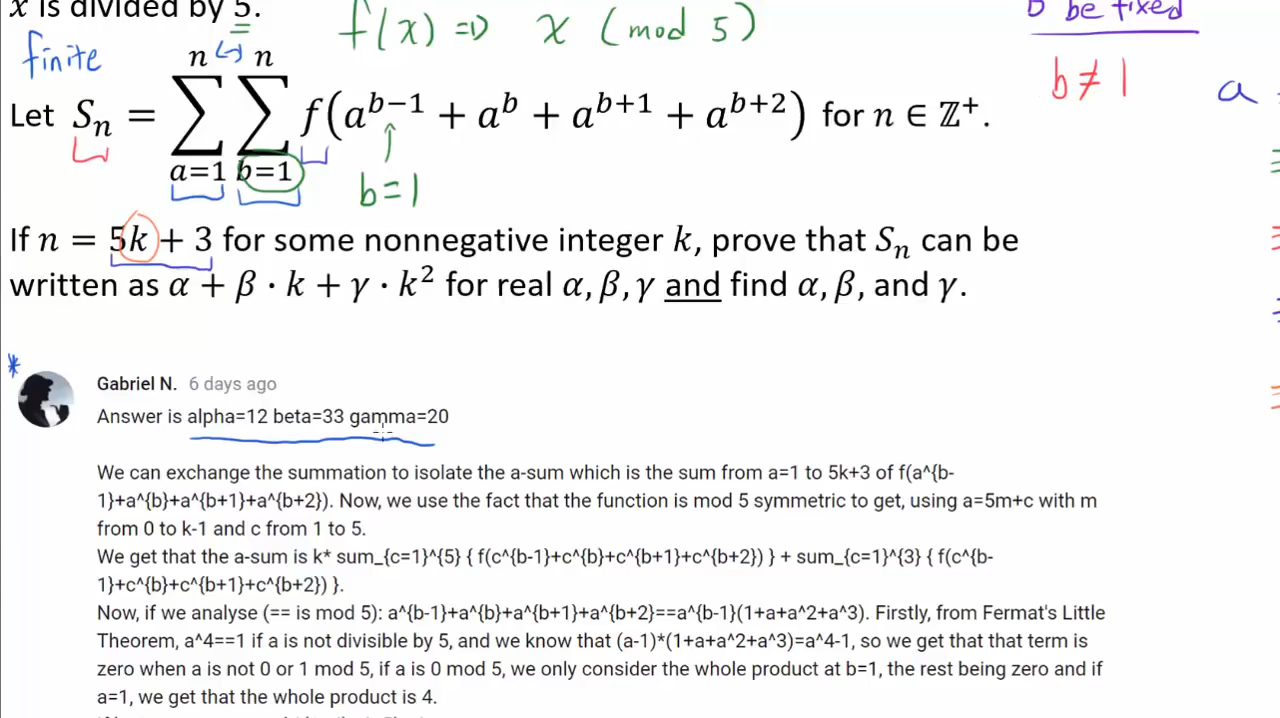 x is divided by 5.
f(x) ⇒ x (mod 5)
b be fixed
finite
b ≠ 1
a
Let Sₙ = ∑_{a=1}^{n} ∑_{b=1}^{n} f(a^{b−1} + a^b + a^{b+1} + a^{b+2}) for n ∈ ℤ⁺.
b=1
If n = 5k + 3 for some nonnegative integer k, prove that Sₙ can be
written as α + β · k + γ · k² for real α, β, γ and find α, β, and γ.
*
Gabriel N. 6 days ago
Answer is alpha=12 beta=33 gamma=20
We can exchange the summation to isolate the a-sum which is the sum from a=1 to 5k+3 of f(a^{b-
1}+a^{b}+a^{b+1}+a^{b+2}). Now, we use the fact that the function is mod 5 symmetric to get, using a=5m+c with m
from 0 to k-1 and c from 1 to 5.
We get that the a-sum is k* sum_{c=1}^{5} { f(c^{b-1}+c^{b}+c^{b+1}+c^{b+2}) } + sum_{c=1}^{3} { f(c^{b-
1}+c^{b}+c^{b+1}+c^{b+2}) }.
Now, if we analyse (== is mod 5): a^{b-1}+a^{b}+a^{b+1}+a^{b+2}==a^{b-1}(1+a+a^2+a^3). Firstly, from Fermat's Little
Theorem, a^4==1 if a is not divisible by 5, and we know that (a-1)*(1+a+a^2+a^3)=a^4-1, so we get that that term is
zero when a is not 0 or 1 mod 5, if a is 0 mod 5, we only consider the whole product at b=1, the rest being zero and if
a=1, we get that the whole product is 4.